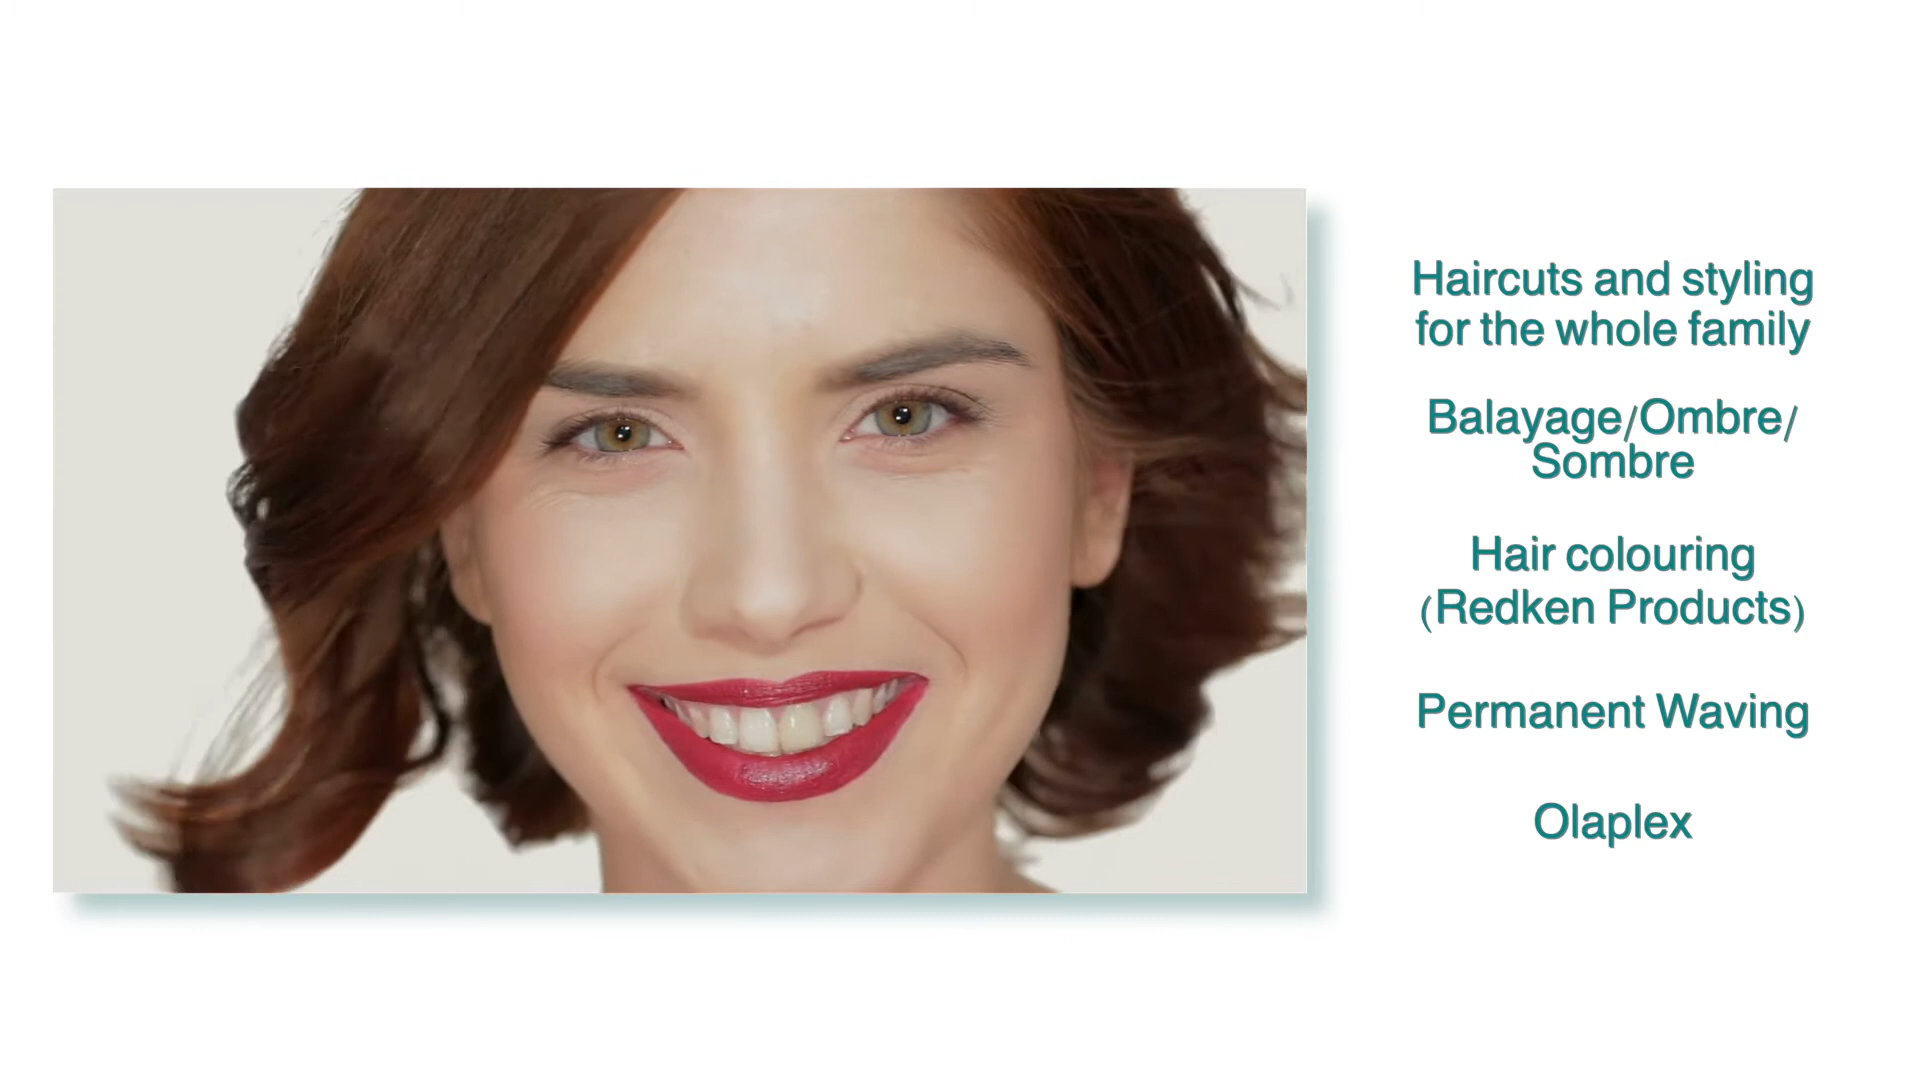 Haircuts and styling
for the whole family
Balayage/Ombre/
Sombre
Hair colouring
(Redken Products)
Permanent Waving
Olaplex